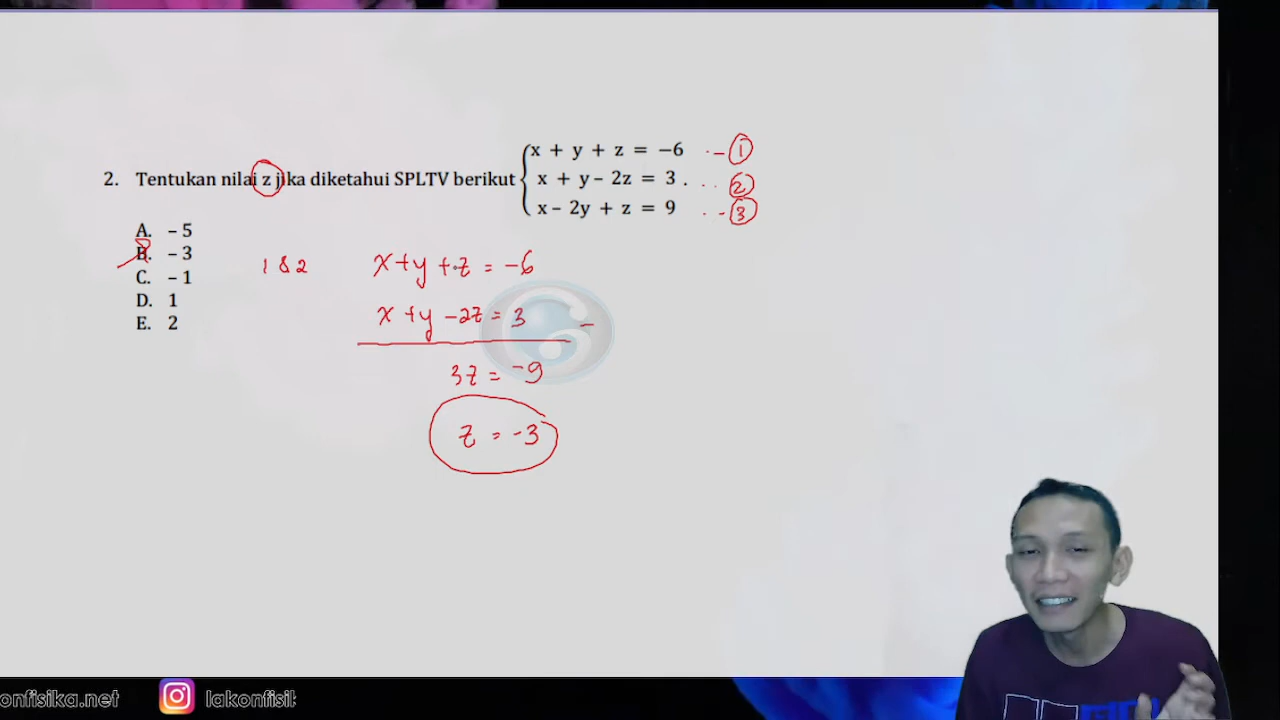 x + y + z = −6 ..− ①
2. Tentukan nilai z jika diketahui SPLTV berikut x + y − 2z = 3 . .. ②
x − 2y + z = 9 ..- ③
A. − 5
B. − 3
C. − 1
D. 1
E. 2
1 & 2 x+y+z = −6
x+y−2z = 3 −
3z = −9
z = −3
onfisika.net lakonfisik